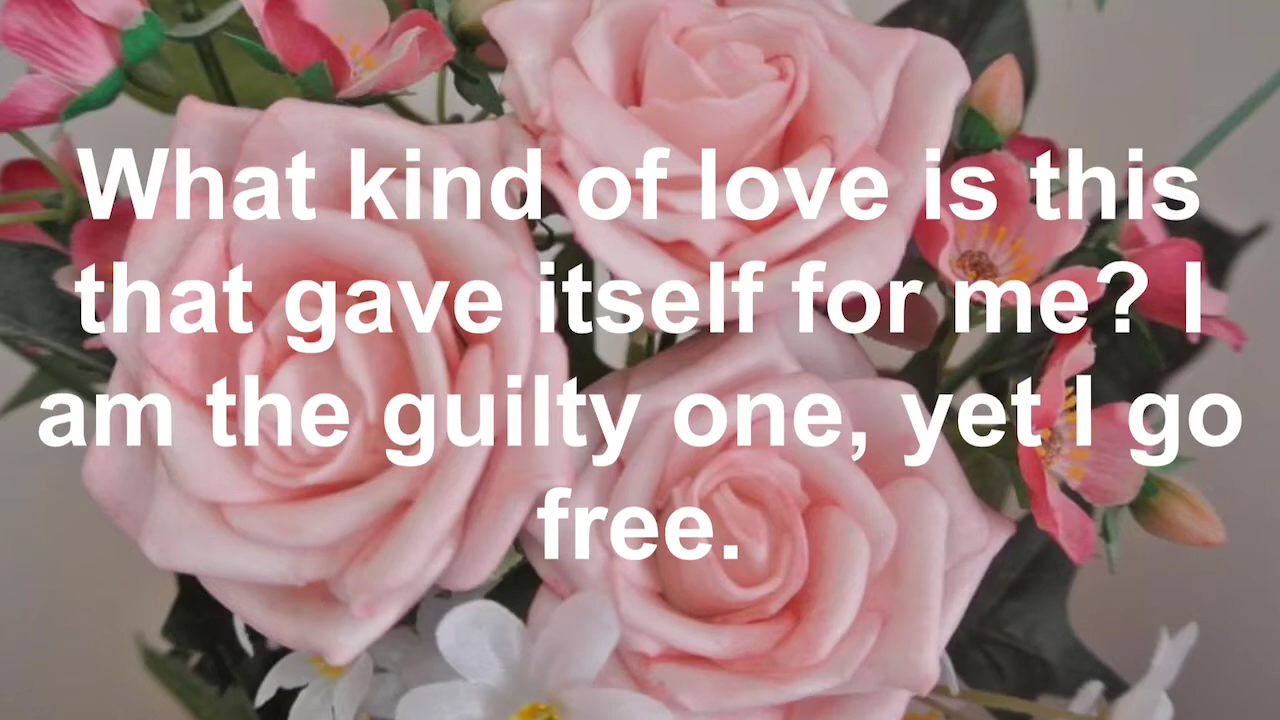 What kind of love is this
that gave itself for me? I
am the guilty one, yet I go
free.